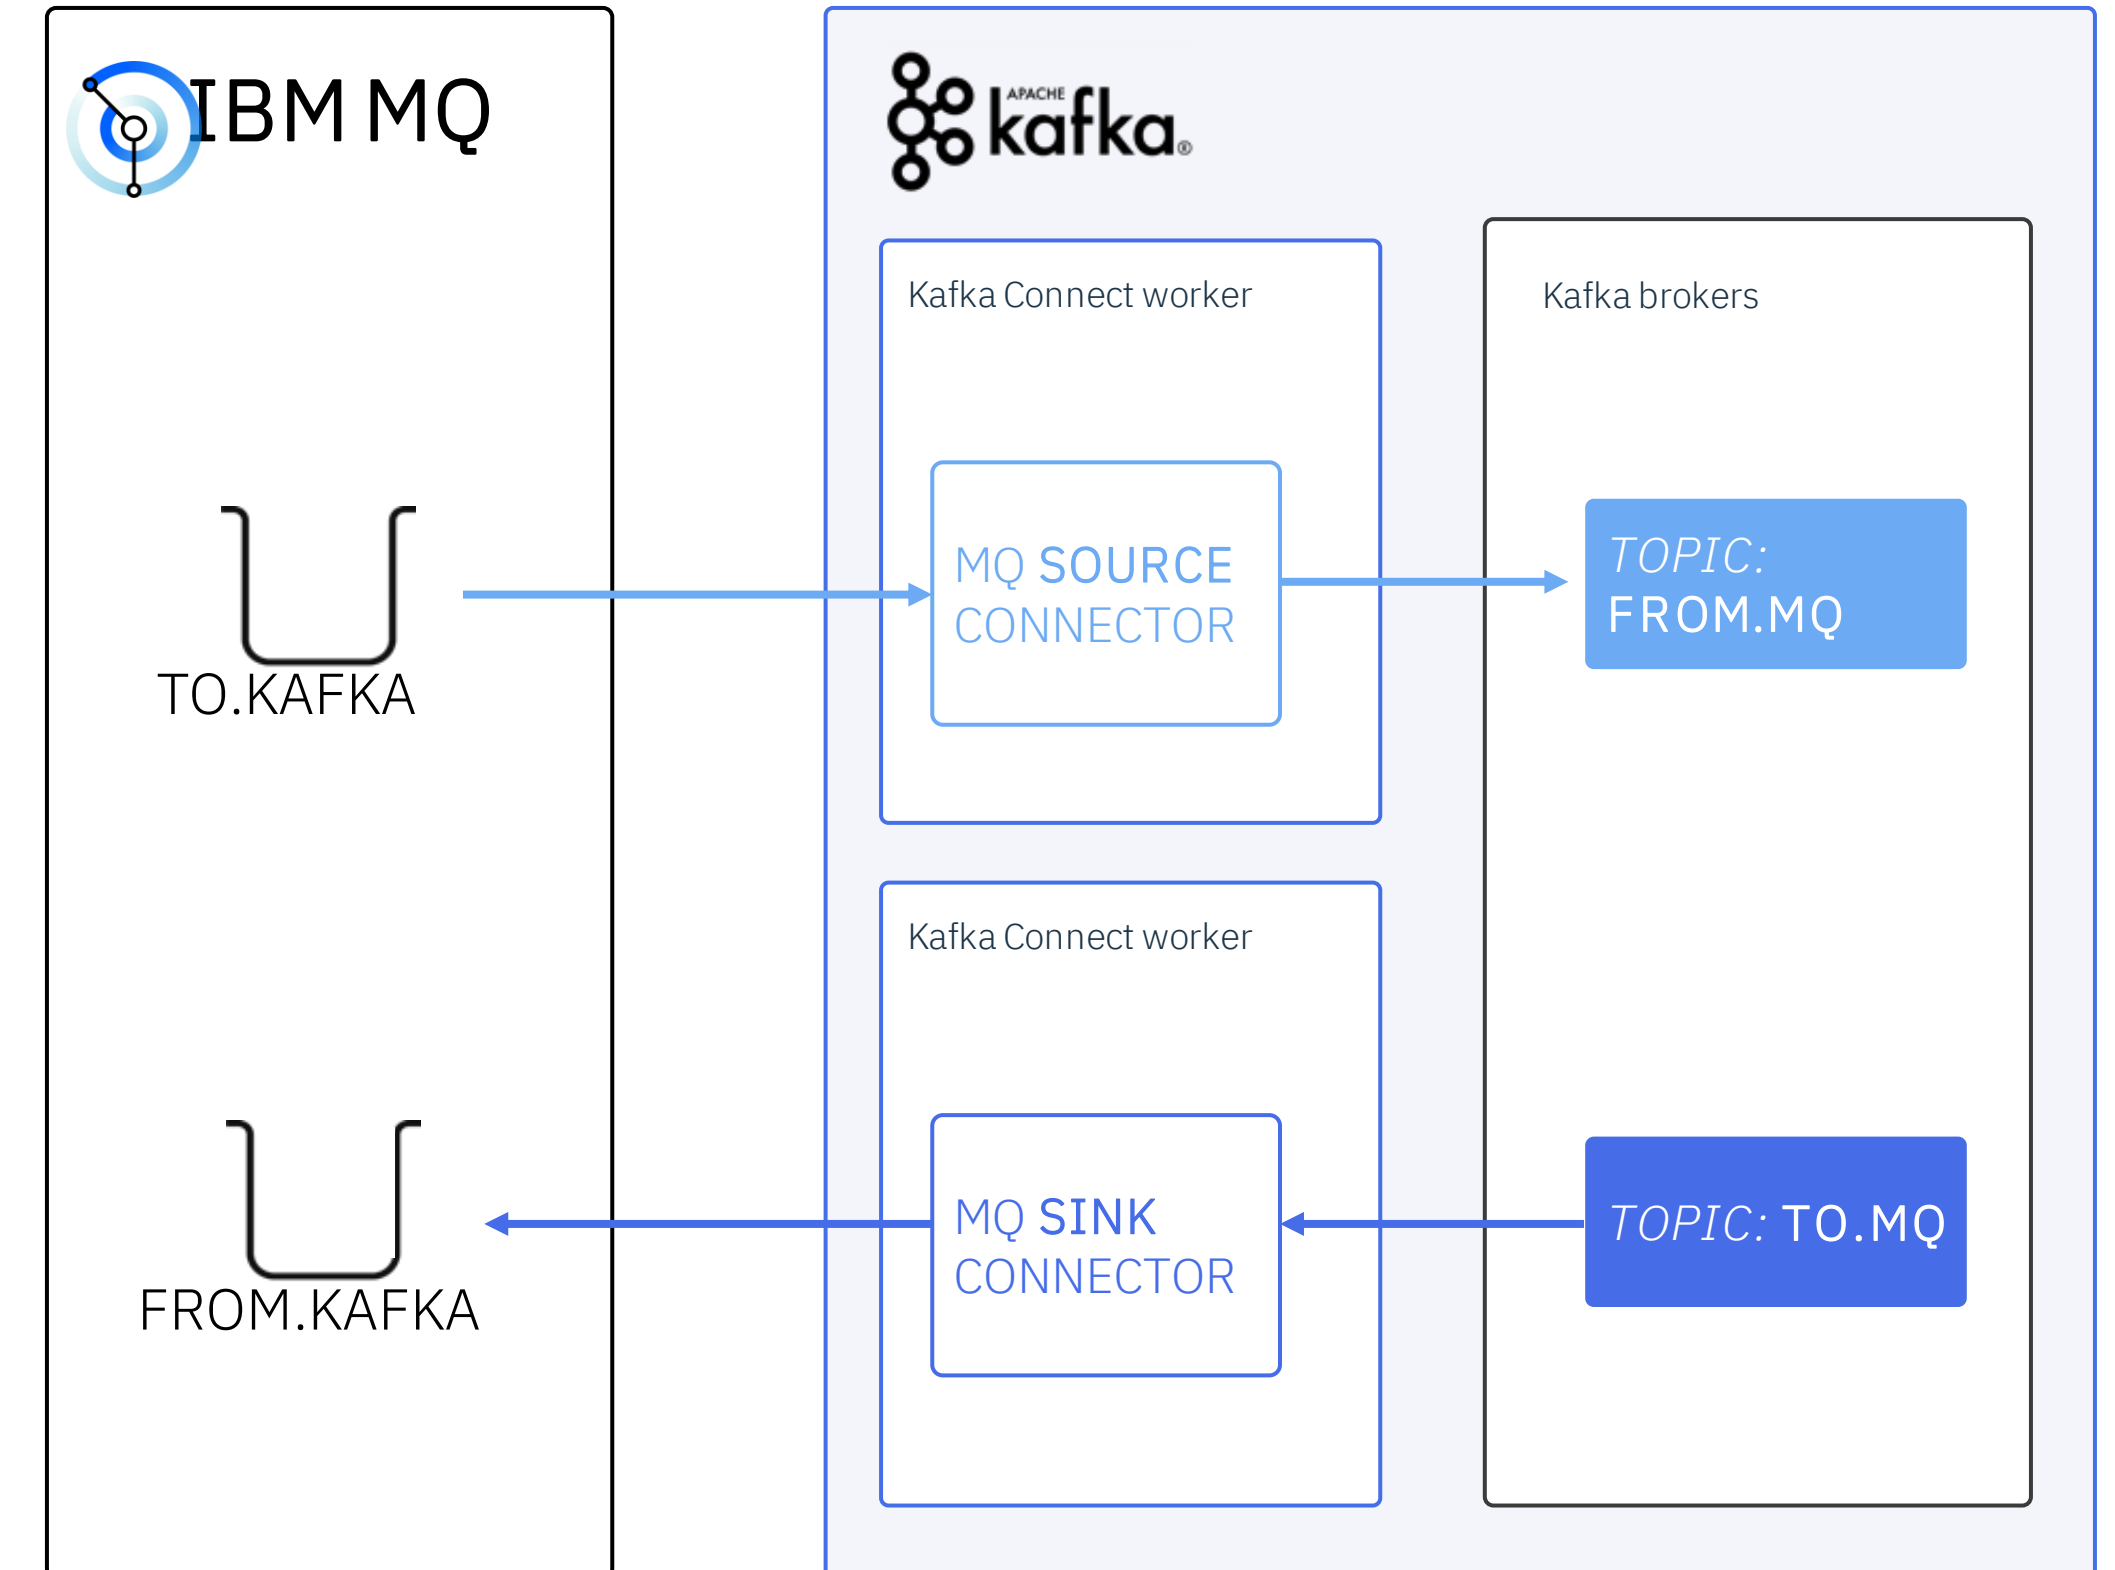 IBM MQ
APACHE
kafka®
Kafka Connect worker
Kafka brokers
MQ SOURCE
CONNECTOR
TOPIC:
FROM.MQ
TO.KAFKA
Kafka Connect worker
MQ SINK
CONNECTOR
TOPIC: TO.MQ
FROM.KAFKA